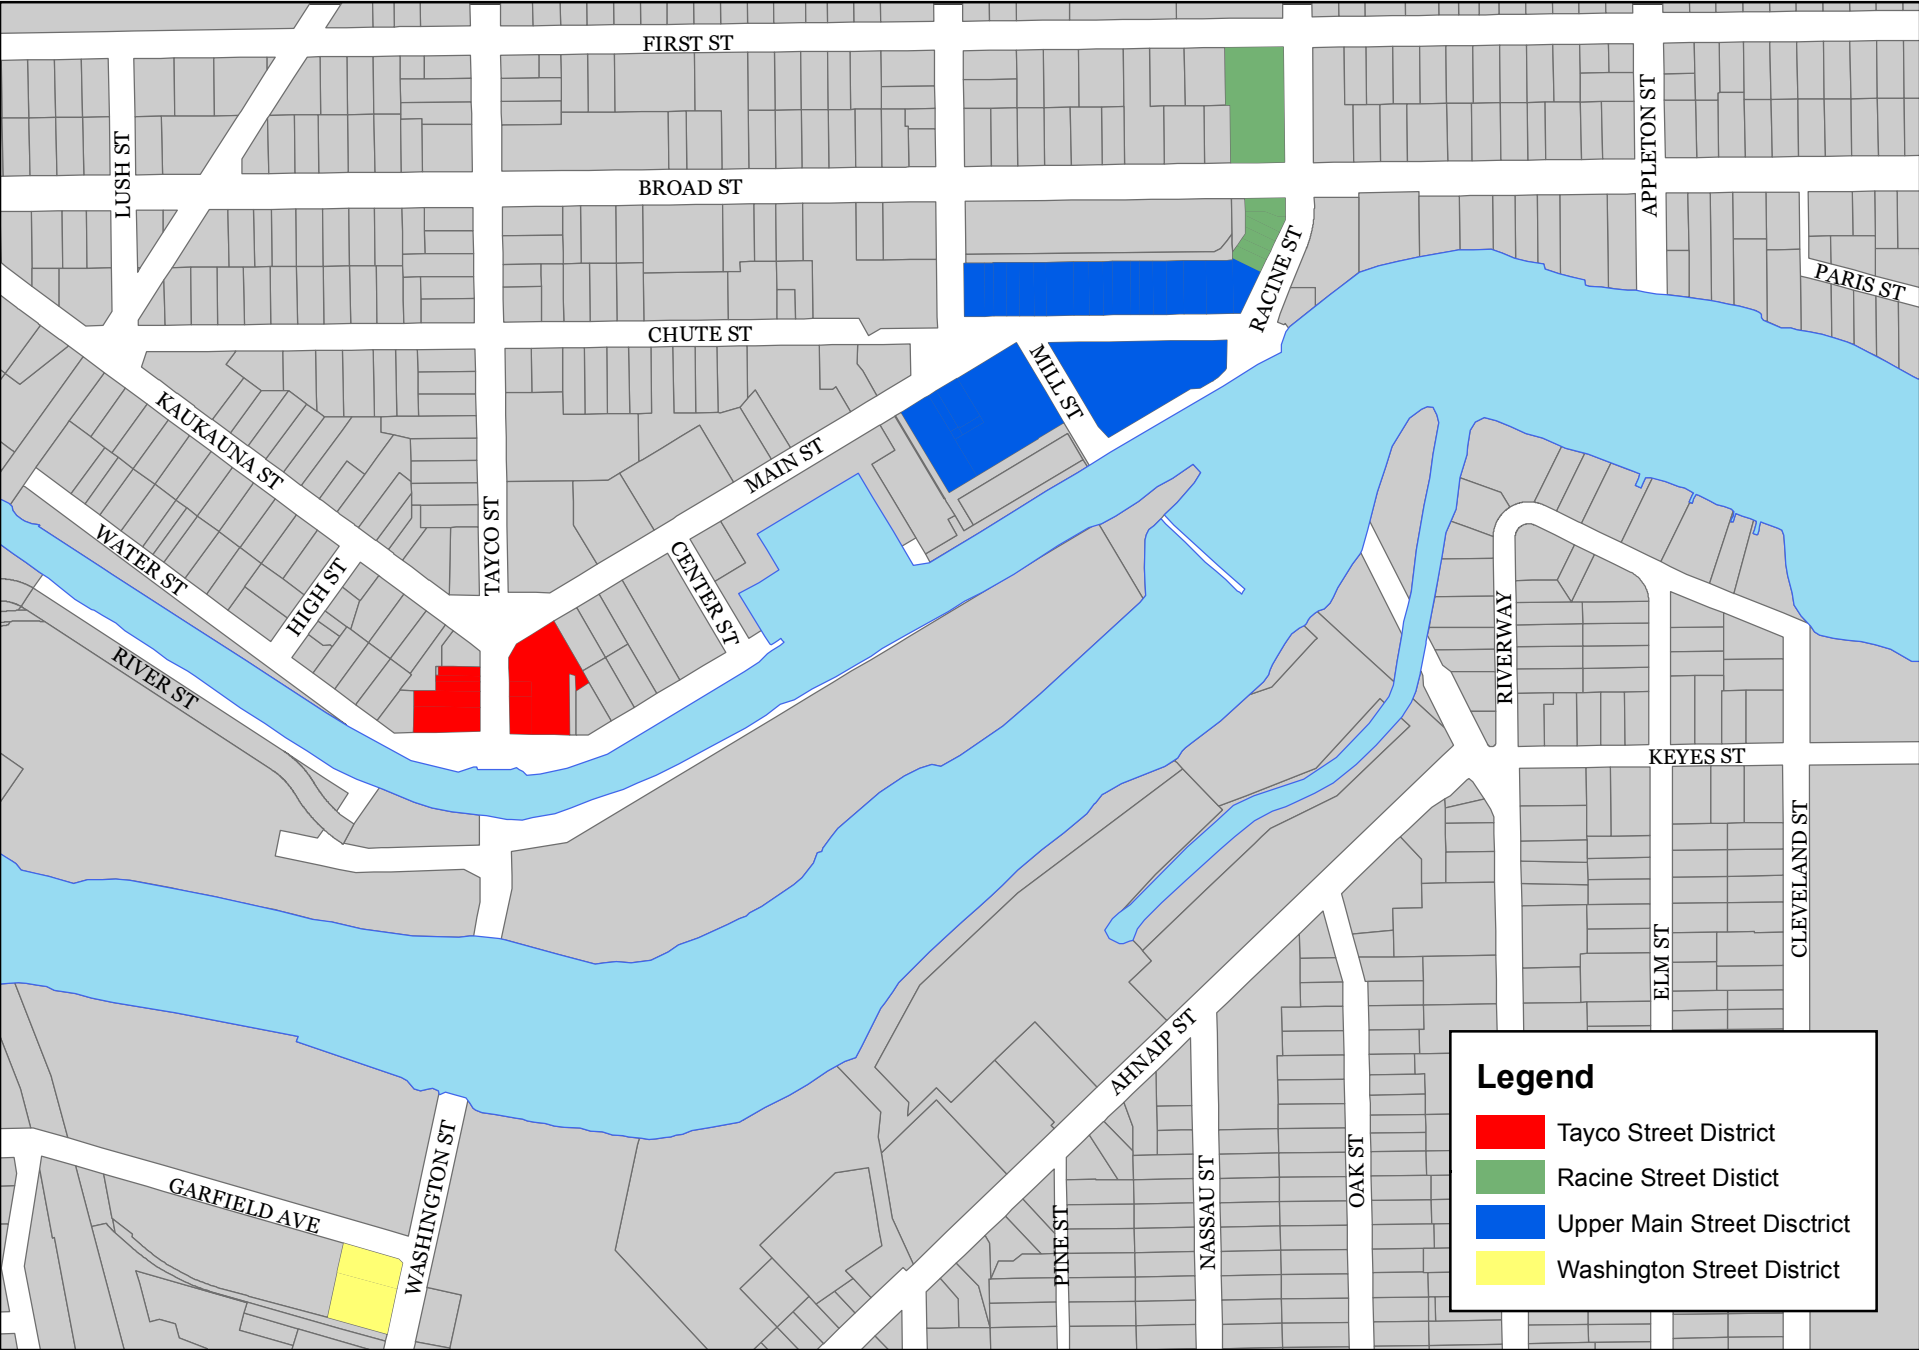 FIRST ST
LUSH ST
APPLETON ST
BROAD ST
RACINE ST
PARIS ST
CHUTE ST
MILL ST
KAUKAUNA ST
MAIN ST
TAYCO ST
WATER ST
HIGH ST
CENTER ST
RIVER ST
RIVERWAY
KEYES ST
CLEVELAND ST
ELM ST
AHNAIP ST
OAK ST
NASSAU ST
PINE ST
WASHINGTON ST
GARFIELD AVE
Legend
Tayco Street District
Racine Street Distict
Upper Main Street Disctrict
Washington Street District